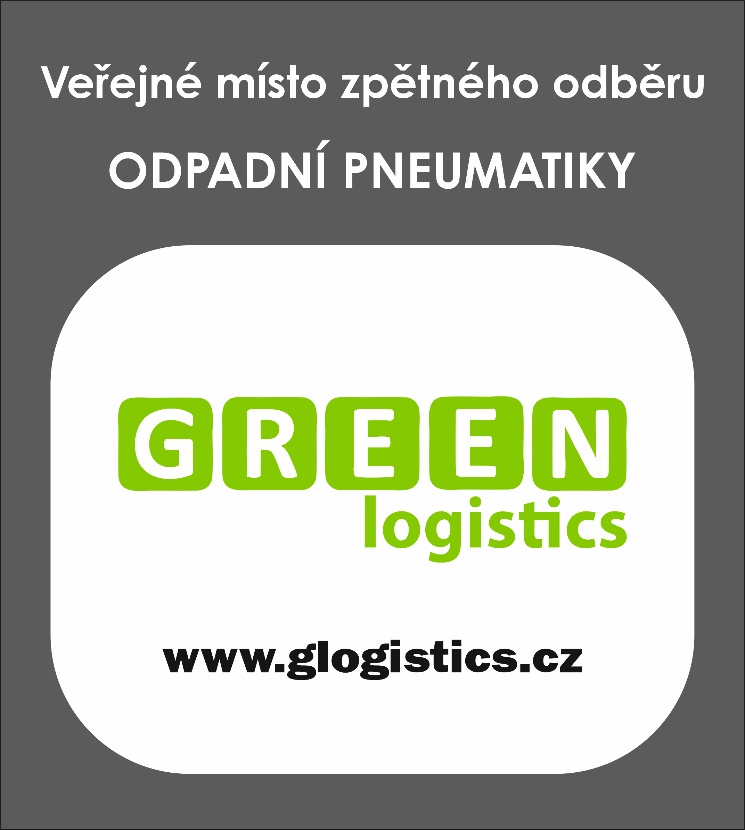 Veřejné místo zpětného odběru
ODPADNÍ PNEUMATIKY
GREEN
logistics
www.glogistics.cz